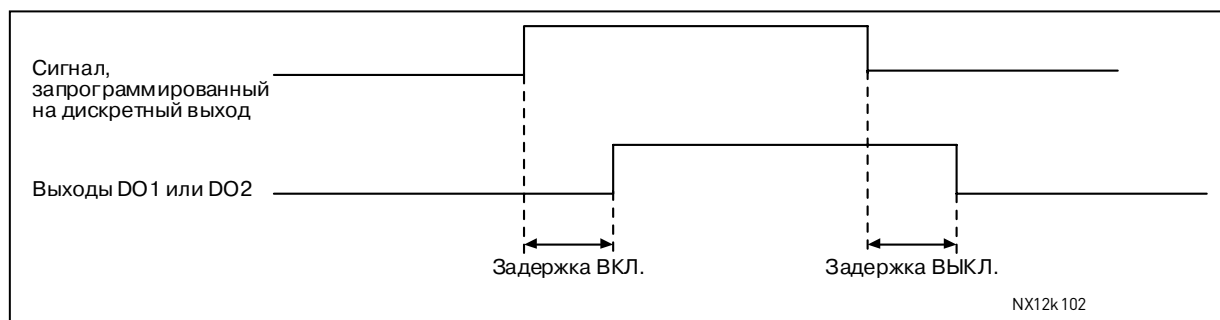 Сигнал,
запрограммированный
на дискретный выход
Выходы DO1 или DO2
Задержка ВКЛ.
Задержка ВЫКЛ.
NX12k102